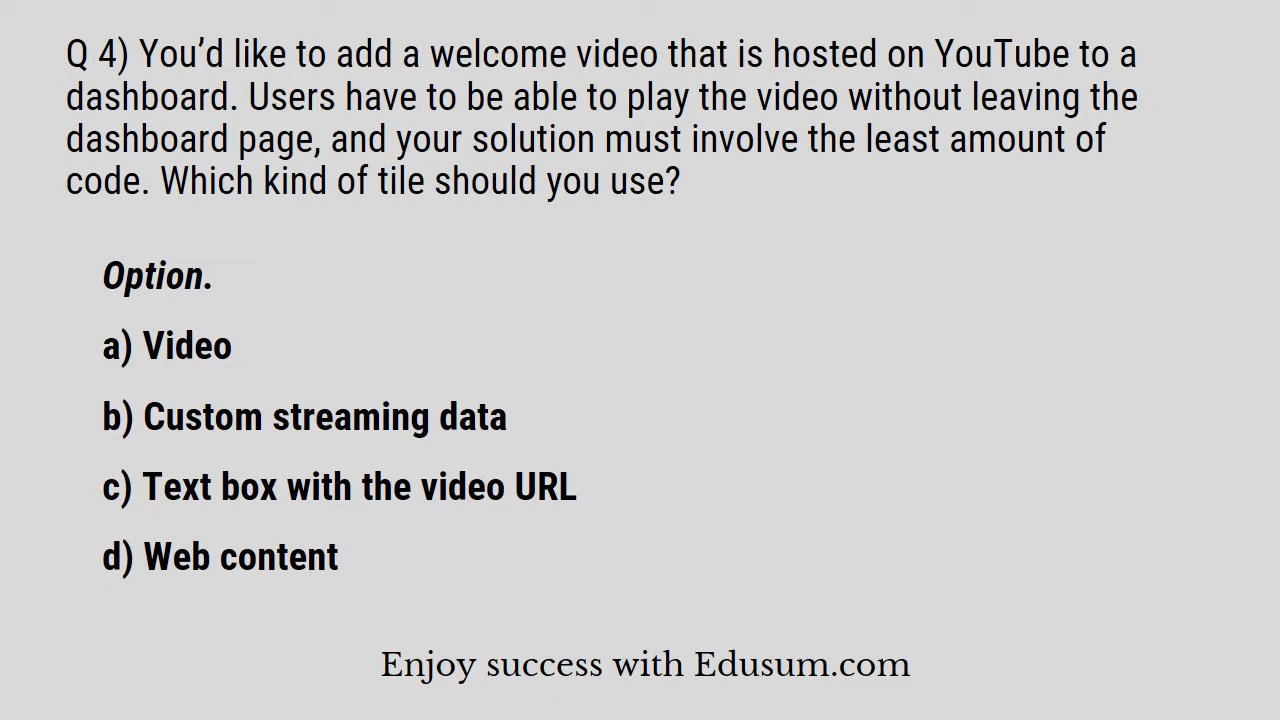 Q 4) You’d like to add a welcome video that is hosted on YouTube to a
dashboard. Users have to be able to play the video without leaving the
dashboard page, and your solution must involve the least amount of
code. Which kind of tile should you use?
Option.
a) Video
b) Custom streaming data
c) Text box with the video URL
d) Web content
Enjoy success with Edusum.com